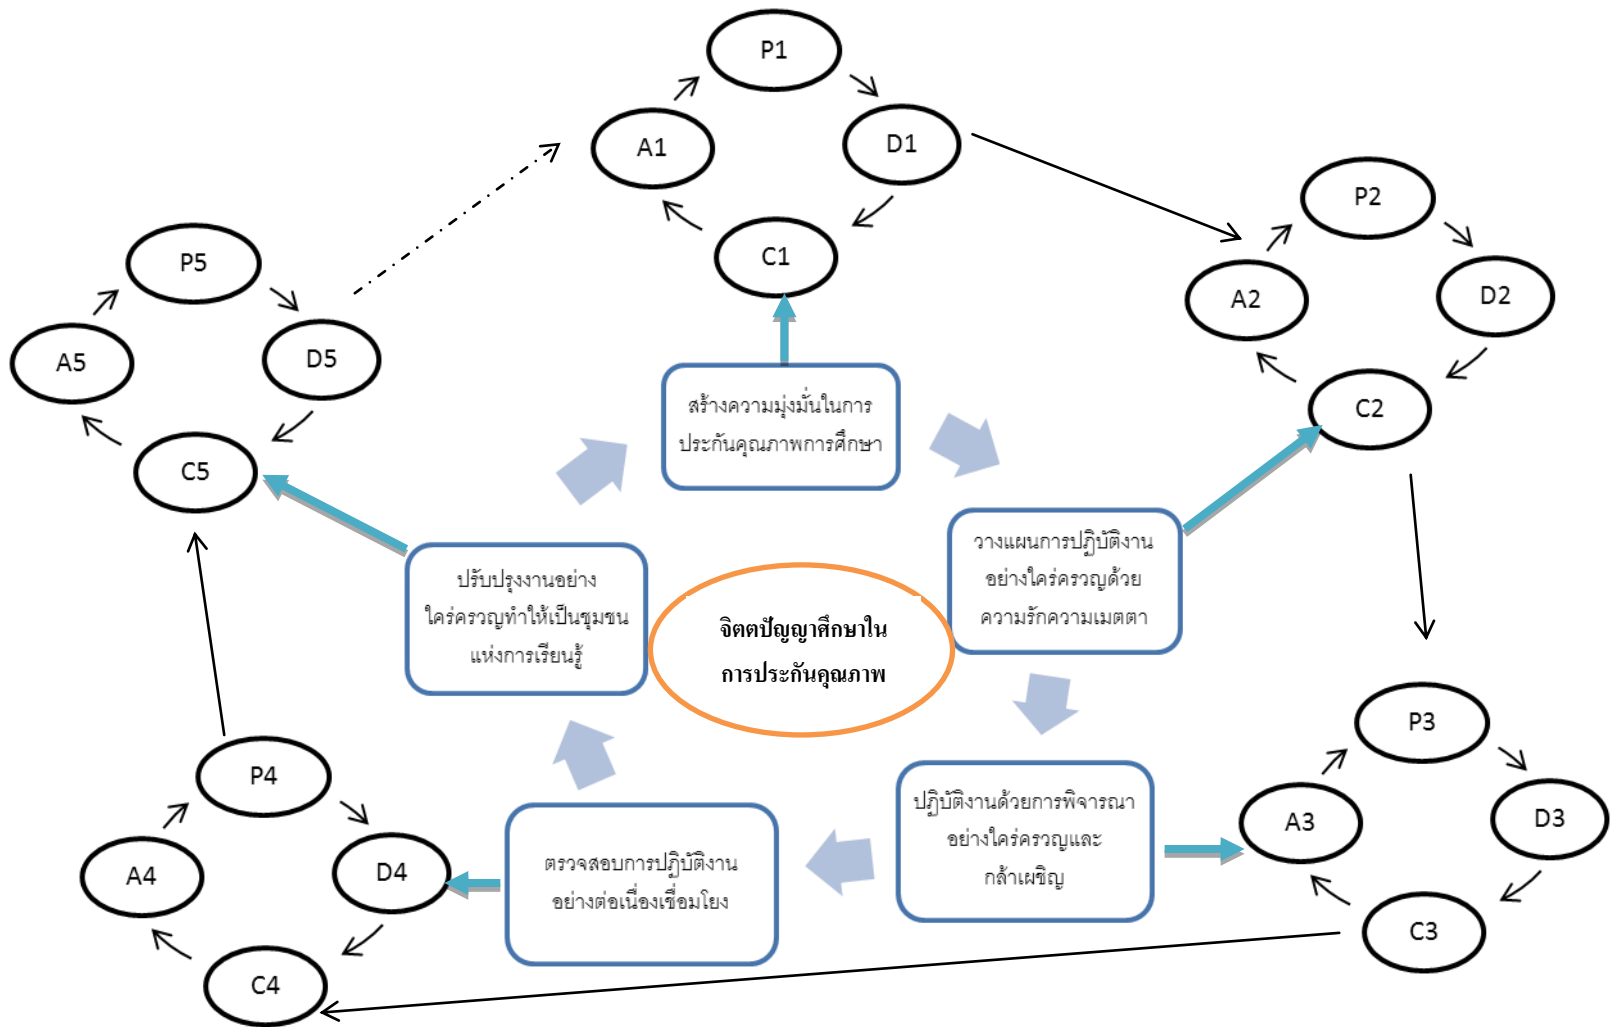 P1
A1
D1
C1
P2
A2
D2
C2
P5
A5
D5
C5
สร้างความมุ่งมั่นในการ
ประกันคุณภาพการศึกษา
วางแผนการปฏิบัติงาน
อย่างใคร่ครวญด้วย
ความรักความเมตตา
ปรับปรุงงานอย่าง
ใคร่ครวญทำให้เป็นชุมชน
แห่งการเรียนรู้
จิตตปัญญาศึกษาใน
การประกันคุณภาพ
ปฏิบัติงานด้วยการพิจารณา
อย่างใคร่ครวญและ
กล้าเผชิญ
ตรวจสอบการปฏิบัติงาน
อย่างต่อเนื่องเชื่อมโยง
P3
A3
D3
C3
P4
A4
D4
C4